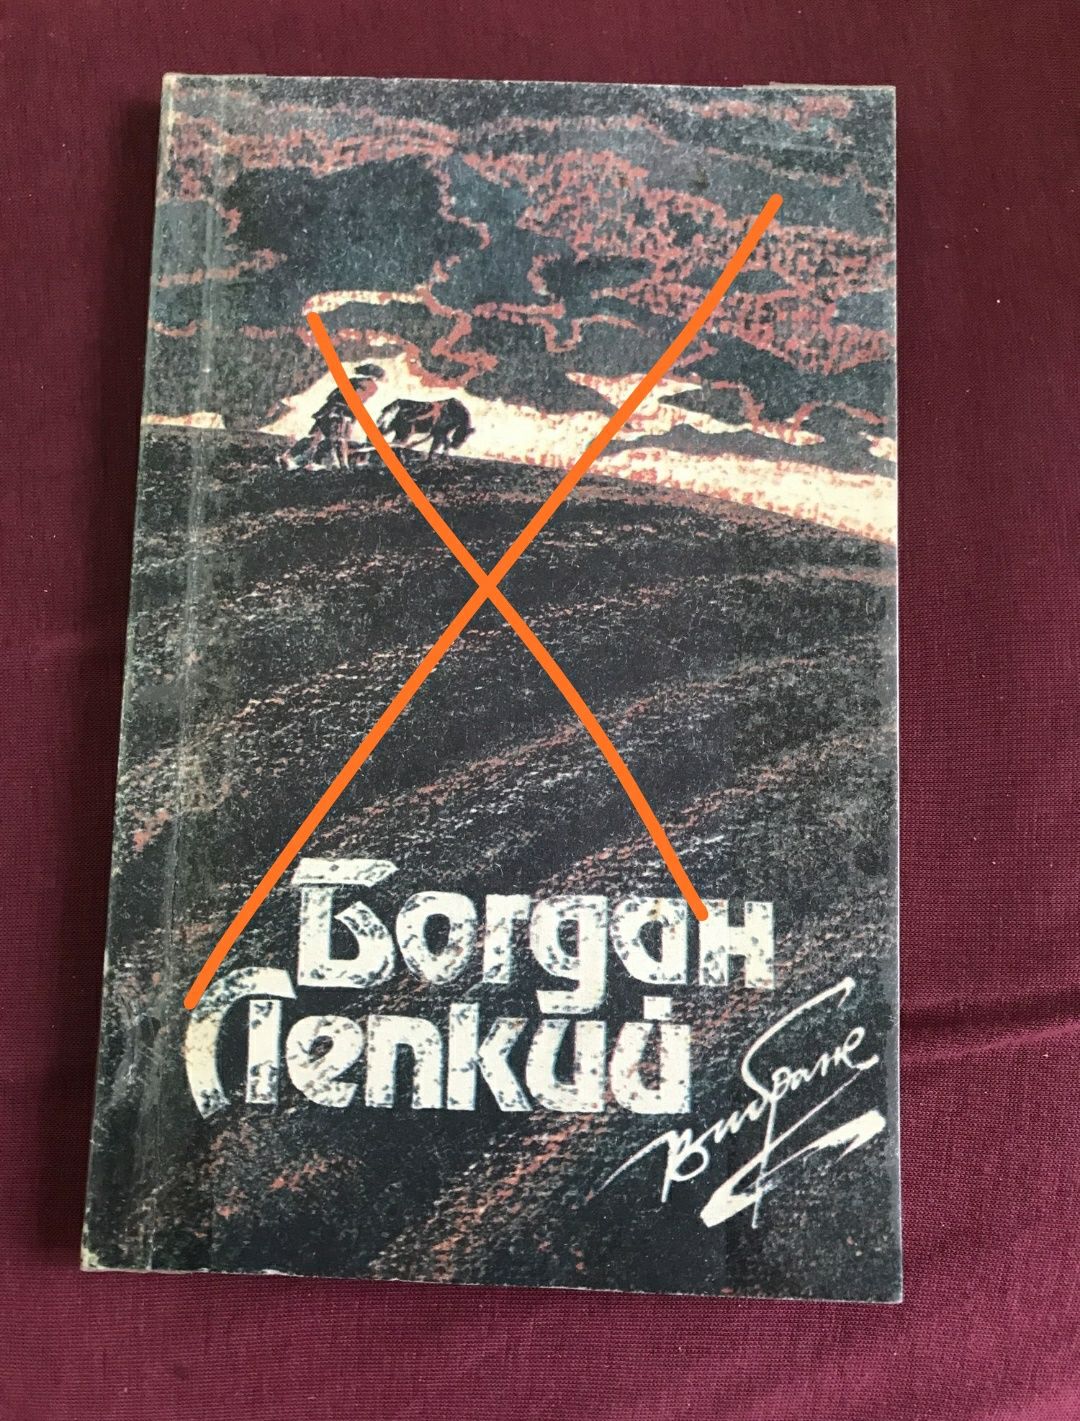 Богдан
Лепкий
Вибране